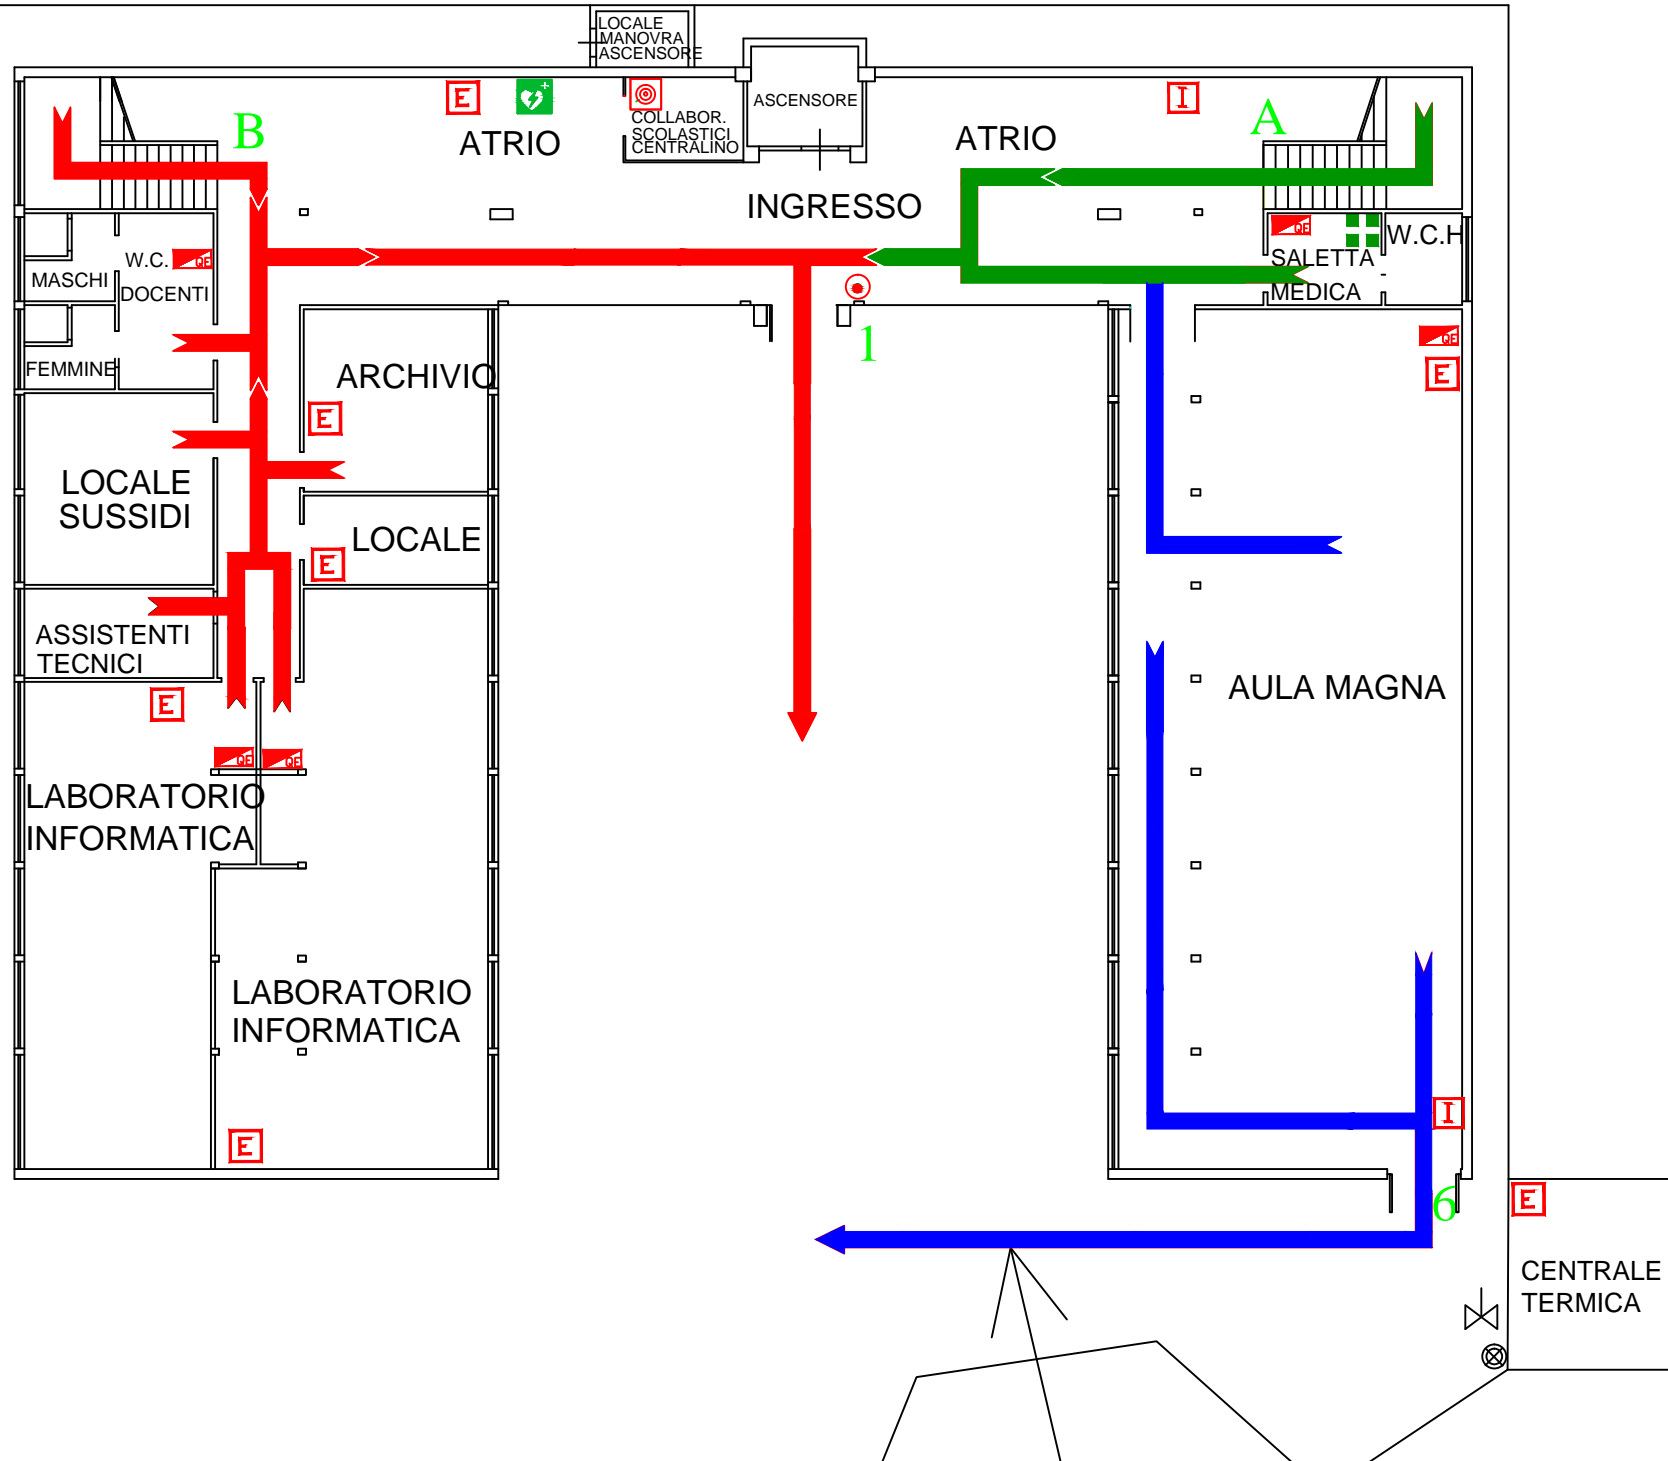 LOCALE
MANOVRA
ASCENSORE
E
I
ASCENSORE
COLLABOR.
SCOLASTICI
CENTRALINO
B
ATRIO
ATRIO
A
INGRESSO
QE
W.C.H
W.C.
QE
SALETTA
MASCHI
DOCENTI
MEDICA
1
QE
FEMMINE
ARCHIVIO
E
E
LOCALE
SUSSIDI
LOCALE
E
ASSISTENTI
TECNICI
E
AULA MAGNA
QE
QE
LABORATORIO
INFORMATICA
LABORATORIO
INFORMATICA
I
E
6
E
CENTRALE
TERMICA